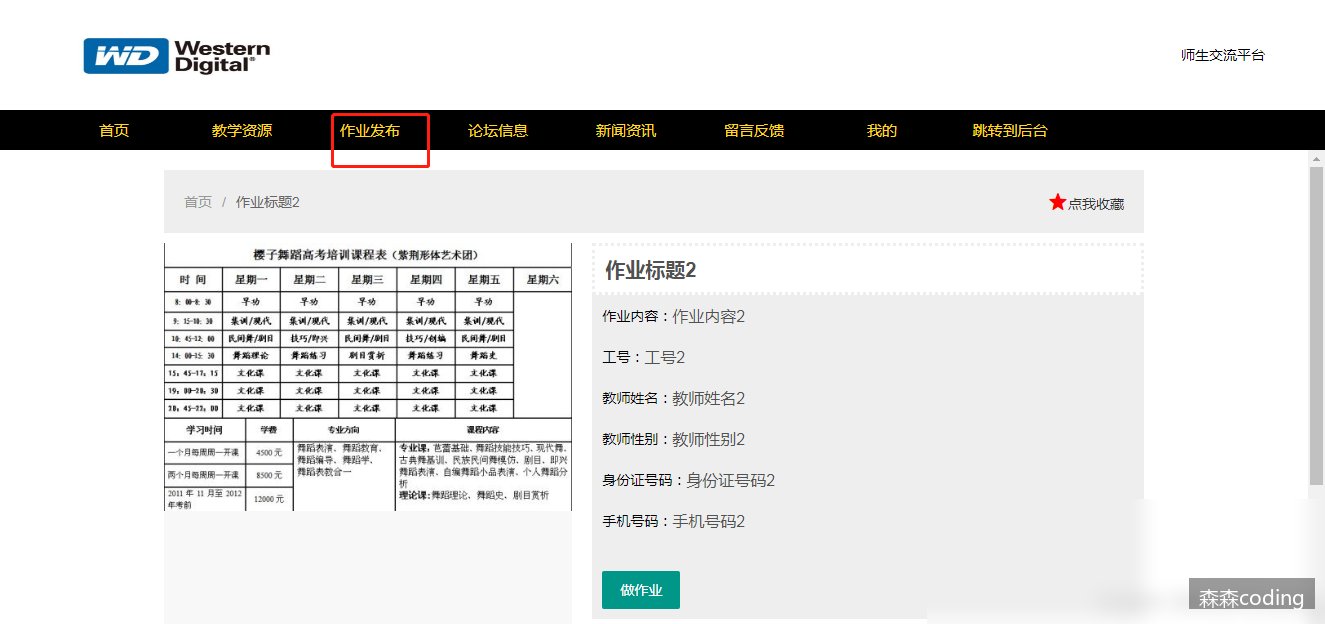 WD Western Digital®
师生交流平台
首页 教学资源 作业发布 论坛信息 新闻资讯 留言反馈 我的 跳转到后台
首页 / 作业标题2 点我收藏
樱子舞蹈高考培训课程表（紫荆形体艺术团）
时 间 星期一 星期二 星期三 星期四 星期五 星期六
8：00-8：30 早功 早功 早功 早功 早功
9：15-10：30 集训/现代 集训/现代 集训/现代 集训/现代 集训/现代
10：45-12：00 民间舞/剧目 技巧/即兴 民间舞/剧目 技巧/创编 民间舞/剧目
14：00-15：30 舞蹈理论 舞蹈练习 剧目赏析 舞蹈练习 舞蹈史
15：45-17：15 文化课 文化课 文化课 文化课 文化课
19：00-20：30 文化课 文化课 文化课 文化课 文化课
20：45-22：00 文化课 文化课 文化课 文化课 文化课
学习时间 学费 专业方向 课程内容
一个月每周周一开课 4500元
两个月每周周一开课 8500元
2011 年 11 月至 2012
年考前 12000元
舞蹈表演、舞蹈教育、
舞蹈编导、舞蹈学、
舞蹈表教合一
专业课：芭蕾基础、舞蹈技能技巧、现代舞、
古典舞基训、民族民间舞模仿、剧目、即兴
舞蹈表演、自编舞蹈小品表演、个人舞蹈分
析
理论课：舞蹈理论、舞蹈史、剧目赏析
作业标题2
作业内容：作业内容2
工号：工号2
教师姓名：教师姓名2
教师性别：教师性别2
身份证号码：身份证号码2
手机号码：手机号码2
做作业
森森coding